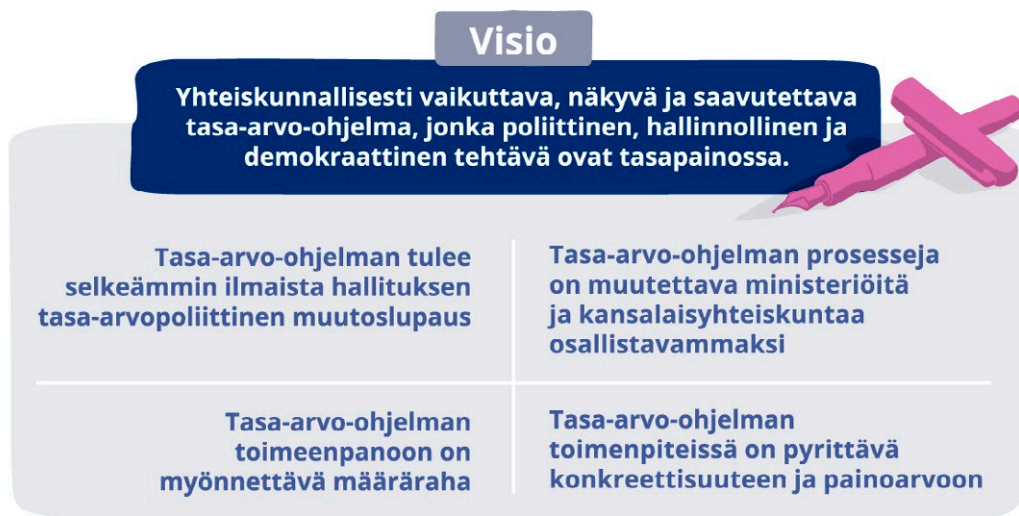 Visio
Yhteiskunnallisesti vaikuttava, näkyvä ja saavutettava
tasa-arvo-ohjelma, jonka poliittinen, hallinnollinen ja
demokraattinen tehtävä ovat tasapainossa.
Tasa-arvo-ohjelman tulee
selkeämmin ilmaista hallituksen
tasa-arvopoliittinen muutoslupaus
Tasa-arvo-ohjelman prosesseja
on muutettava ministeriöitä
ja kansalaisyhteiskuntaa
osallistavammaksi
Tasa-arvo-ohjelman
toimeenpanoon on
myönnettävä määräraha
Tasa-arvo-ohjelman
toimenpiteissä on pyrittävä
konkreettisuuteen ja painoarvoon